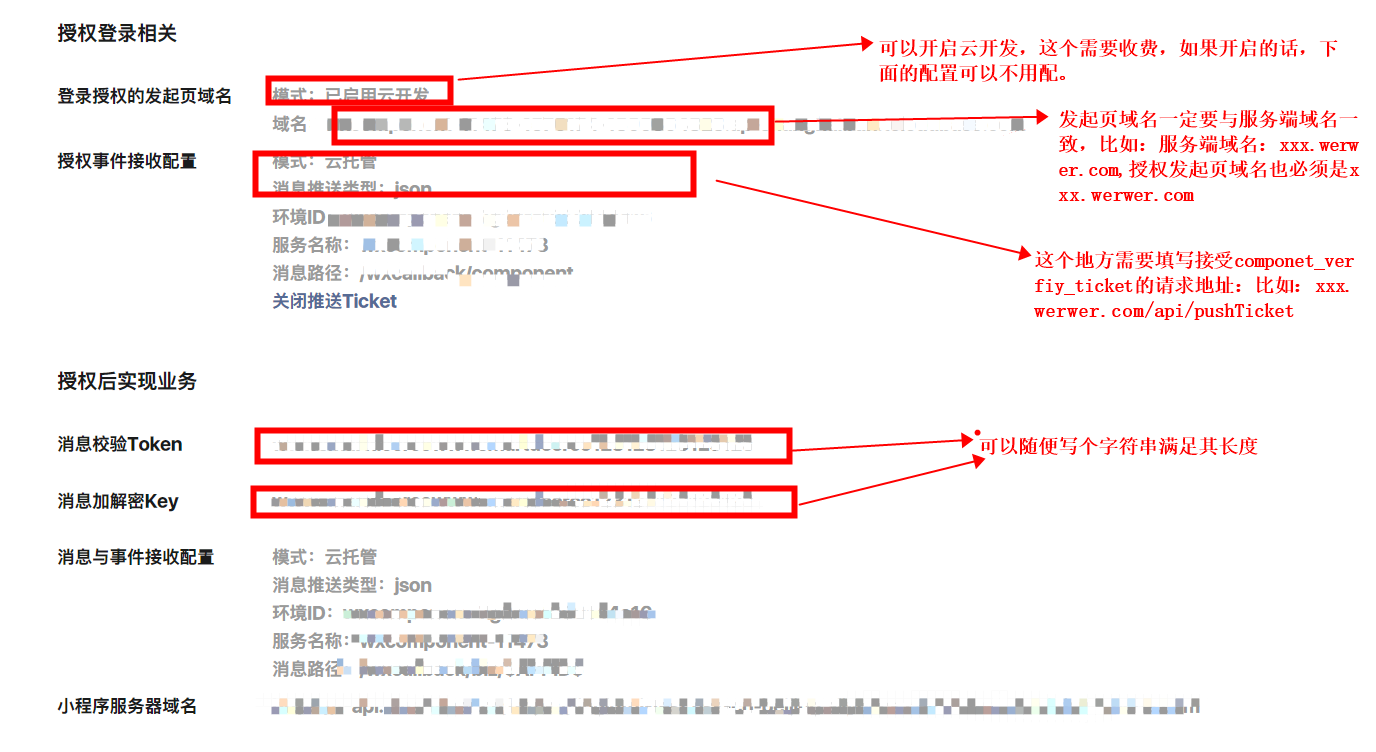 授权登录相关
可以开启云开发，这个需要收费，如果开启的话，下
面的配置可以不用配。
登录授权的发起页域名
模式：已启用云开发
域名
发起页域名一定要与服务端域名一
致，比如：服务端域名：xxx.werw
er.com,授权发起页域名也必须是x
xx.werwer.com
授权事件接收配置
模式：云托管
消息推送类型：json
环境ID
服务名称：
消息路径：/wxcallback/component
关闭推送Ticket
这个地方需要填写接受componet_ver
fiy_ticket的请求地址：比如：xxx.
werwer.com/api/pushTicket
授权后实现业务
消息校验Token
可以随便写个字符串满足其长度
消息加解密Key
消息与事件接收配置
模式：云托管
消息推送类型：json
环境ID：
服务名称：wxcomponent-11473
消息路径
小程序服务器域名